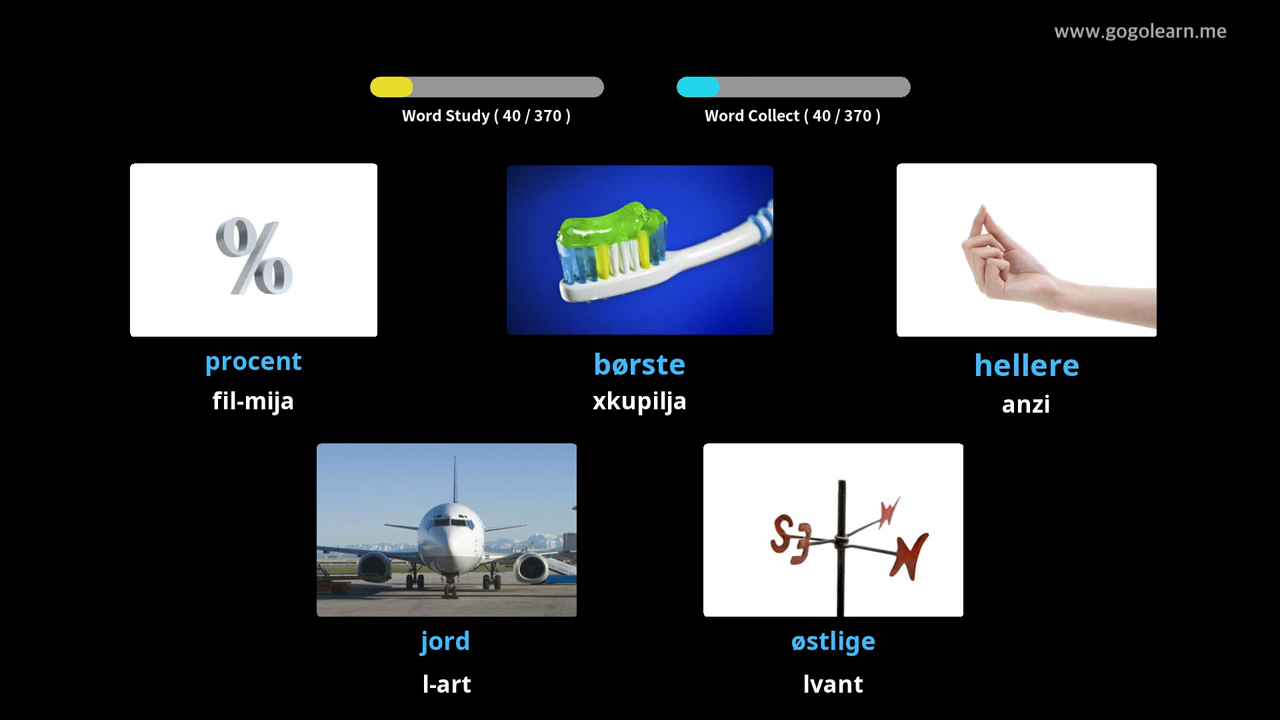 www.gogolearn.me
Word Study ( 40 / 370 )
Word Collect ( 40 / 370 )
%
procent
fil-mija
børste
xkupilja
hellere
anzi
S E N W
jord
l-art
østlige
lvant